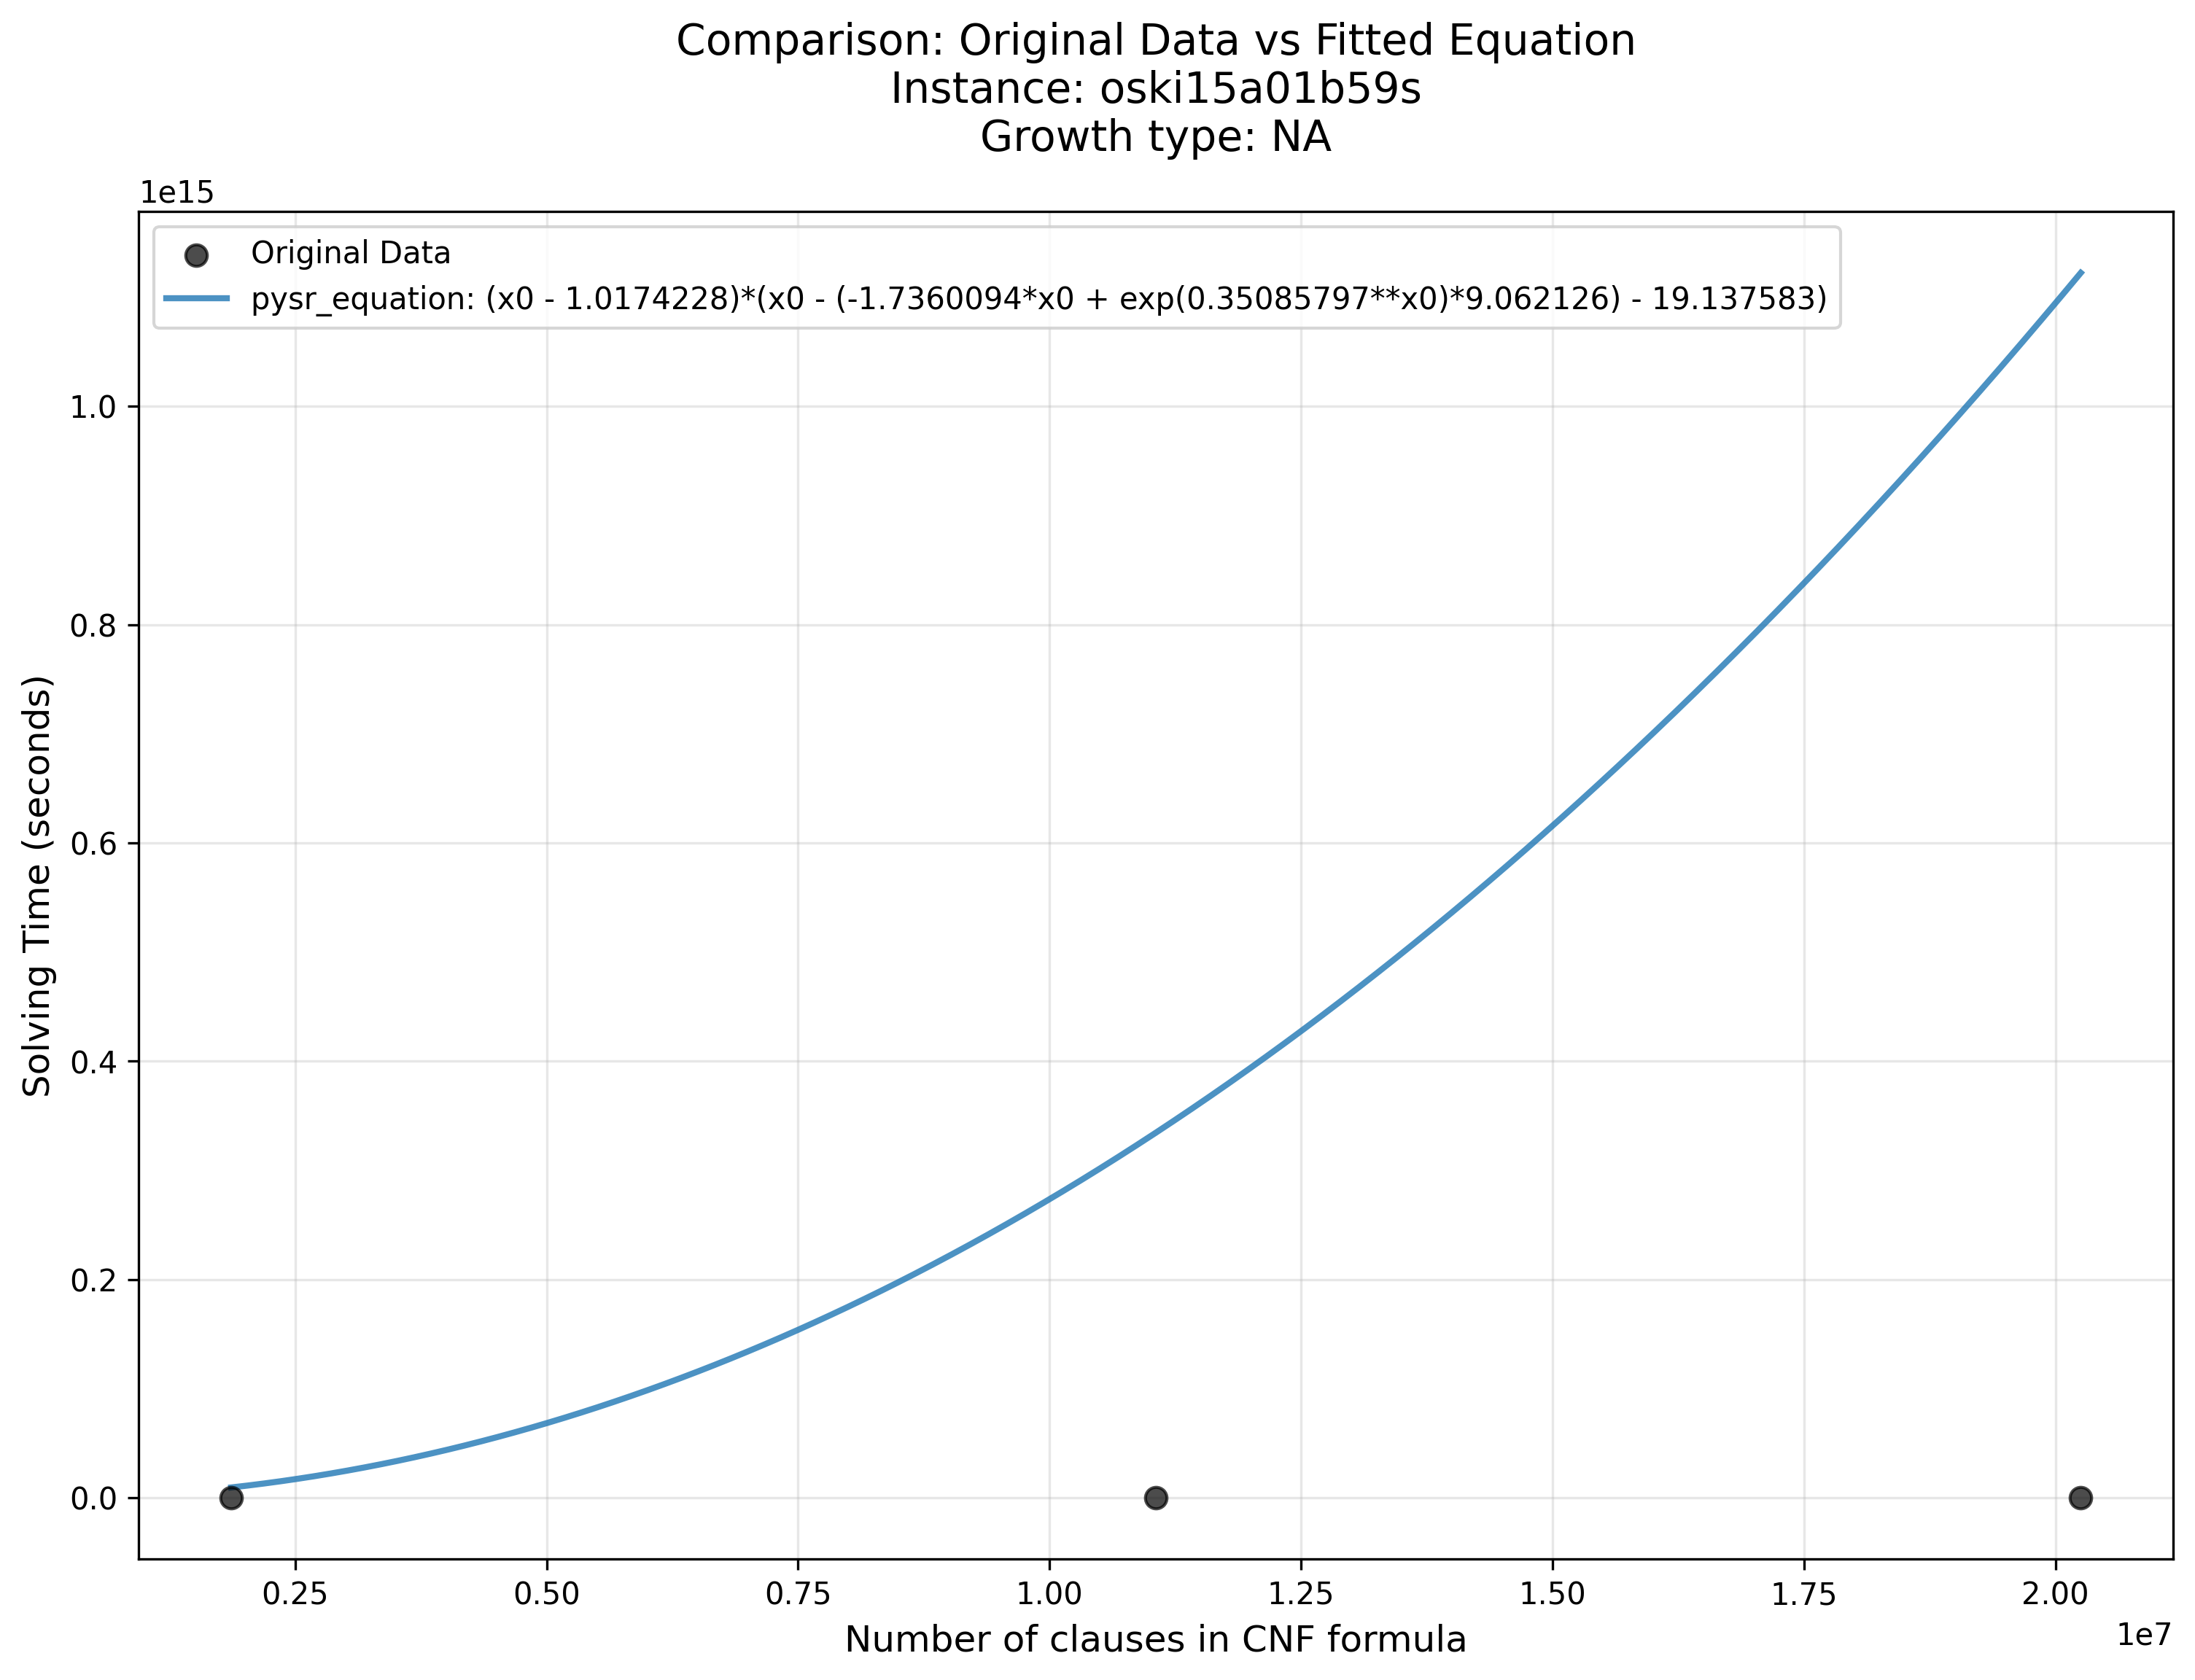 Comparison: Original Data vs Fitted Equation
Instance: oski15a01b59s
Growth type: NA
1e15
Original Data
pysr_equation: (x0 - 1.0174228)*(x0 - (-1.7360094*x0 + exp(0.35085797**x0)*9.062126) - 19.137583)
1.0
0.8
0.6
0.4
0.2
0.0
Solving Time (seconds)
0.25 0.50 0.75 1.00 1.25 1.50 1.75 2.00
1e7
Number of clauses in CNF formula